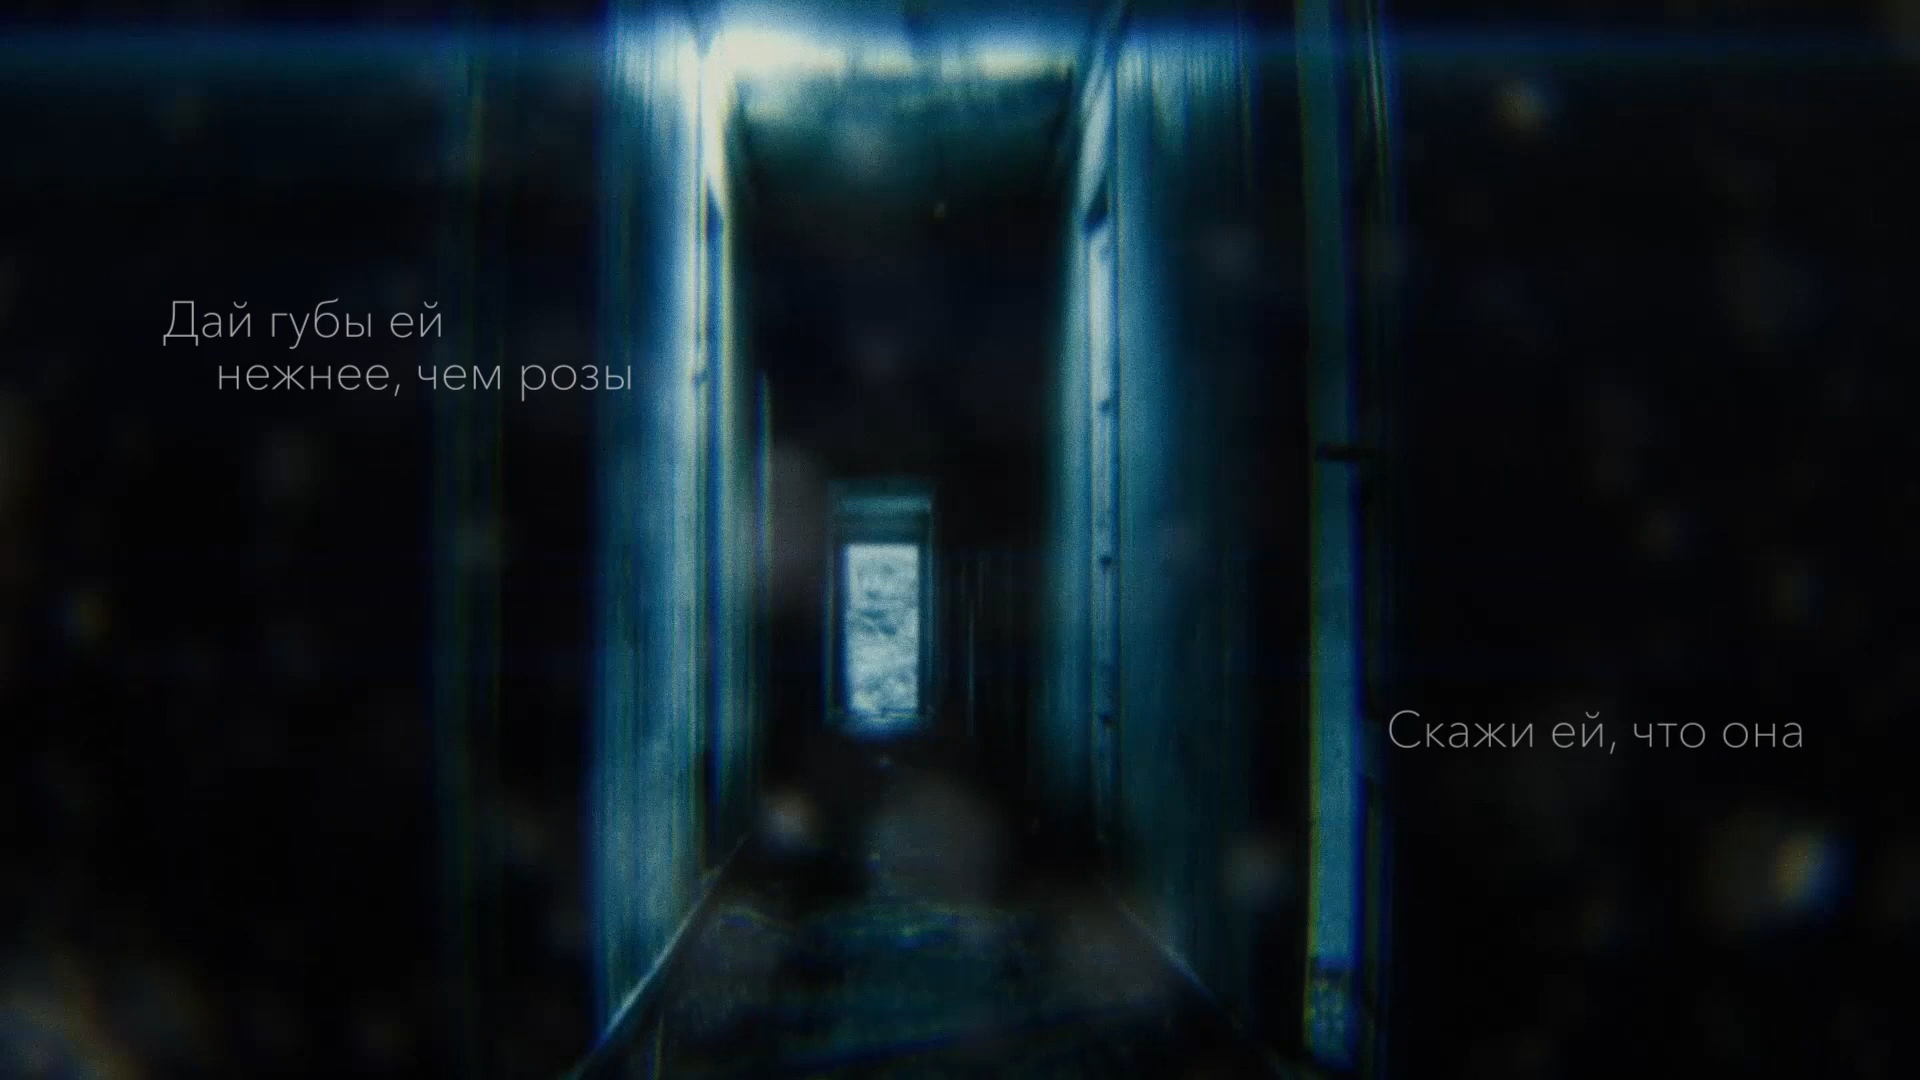 Дай губы ей
нежнее, чем розы
Скажи ей, что она